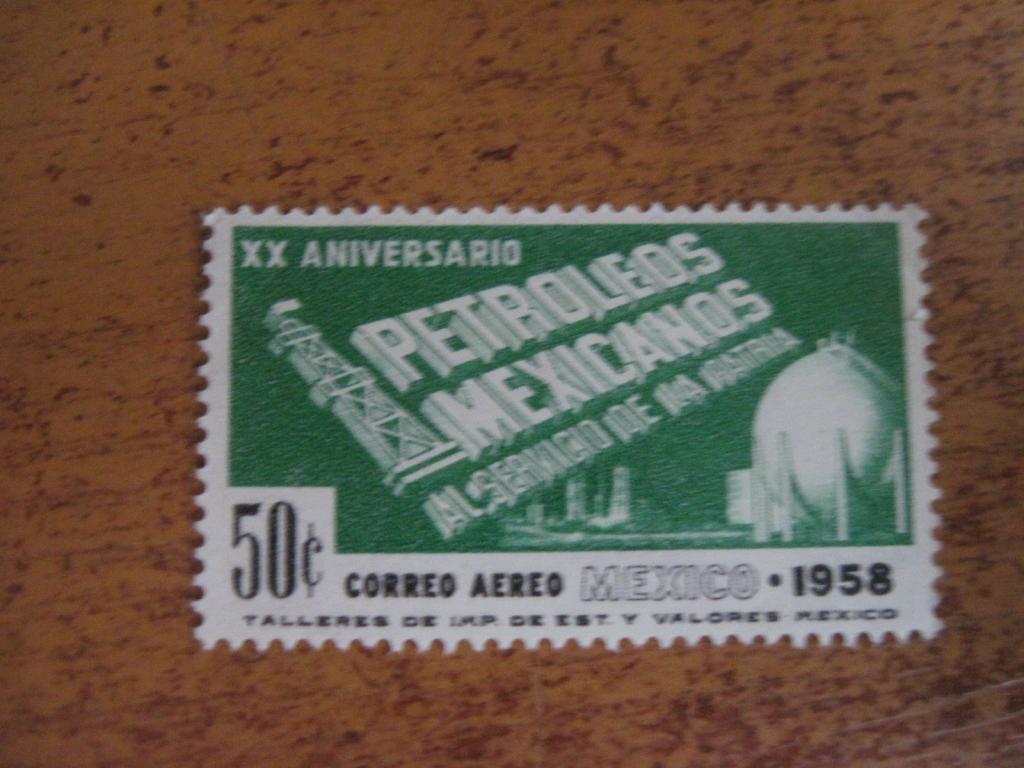 XX ANIVERSARIO
PETROLEOS
MEXICANOS
AL SERVICIO DE LA PATRIA
50¢
CORREO AEREO MEXICO • 1958
TALLERES DE IMP. DE EST. Y VALORES-MEXICO